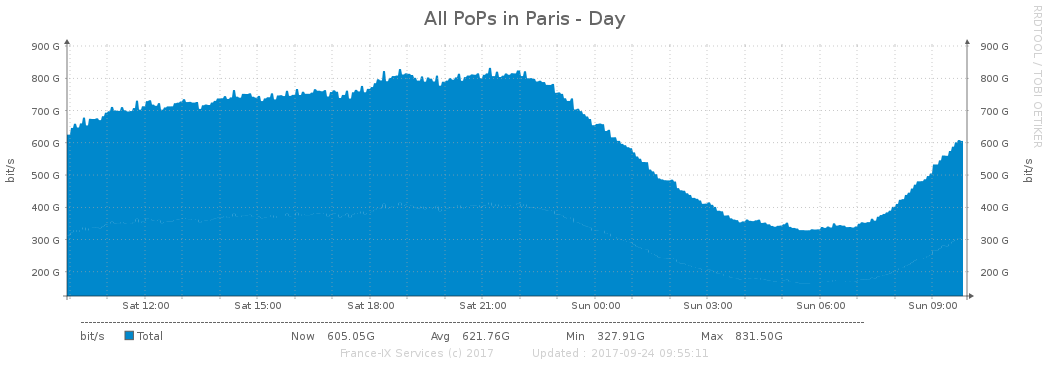 All PoPs in Paris - Day
RRDTOOL / TOBI OETIKER
bit/s
900 G
800 G
700 G
600 G
500 G
400 G
300 G
200 G
900 G
800 G
700 G
600 G
500 G
400 G
300 G
200 G
bit/s
Sat 12:00 Sat 15:00 Sat 18:00 Sat 21:00 Sun 00:00 Sun 03:00 Sun 06:00 Sun 09:00
bit/s Total Now 605.05G Avg 621.76G Min 327.91G Max 831.50G
France-IX Services (c) 2017 Updated : 2017-09-24 09:55:11